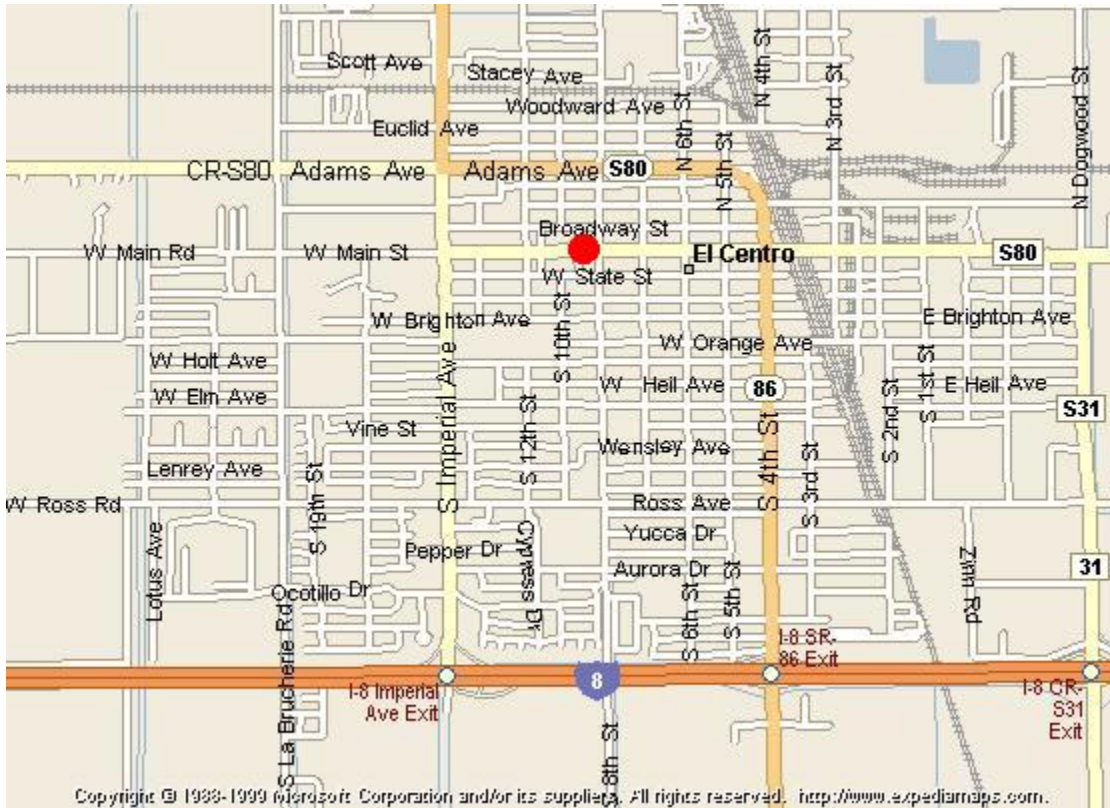 Scott Ave
Stacey Ave
N 4th St
N 3rd St
N Dogwood St
Woodward Ave
N 6th St
Euclid Ave
N 5th St
CR-S80 Adams Ave
Adams Ave
S80
Broadway St
W Main Rd
W Main St
El Centro
S80
W State St
W Brighton Ave
S 10th St
E Brighton Ave
W Orange Ave
W Holt Ave
S 1st St
W Heil Ave
86
E Heil Ave
W Elm Ave
S Imperial Ave
S 12th St
S 2nd St
S31
Vine St
Wensley Ave
S 4th St
S 3rd St
Lenrey Ave
S 19th St
W Ross Rd
Ross Ave
Lotus Ave
Pepper Dr
Cypress Dr
Yucca Dr
Aurora Dr
31
Zinn Rd
Ocotillo Dr
S La Brucherie Rd
S 6th St
S 5th St
I-8 SR-
86 Exit
I-8 Imperial
Ave Exit
8
I-8 CR-
S31
Exit
8th St
Copyright © 1988-1999 Microsoft Corporation and/or its suppliers. All rights reserved. http://www.expediamaps.com.